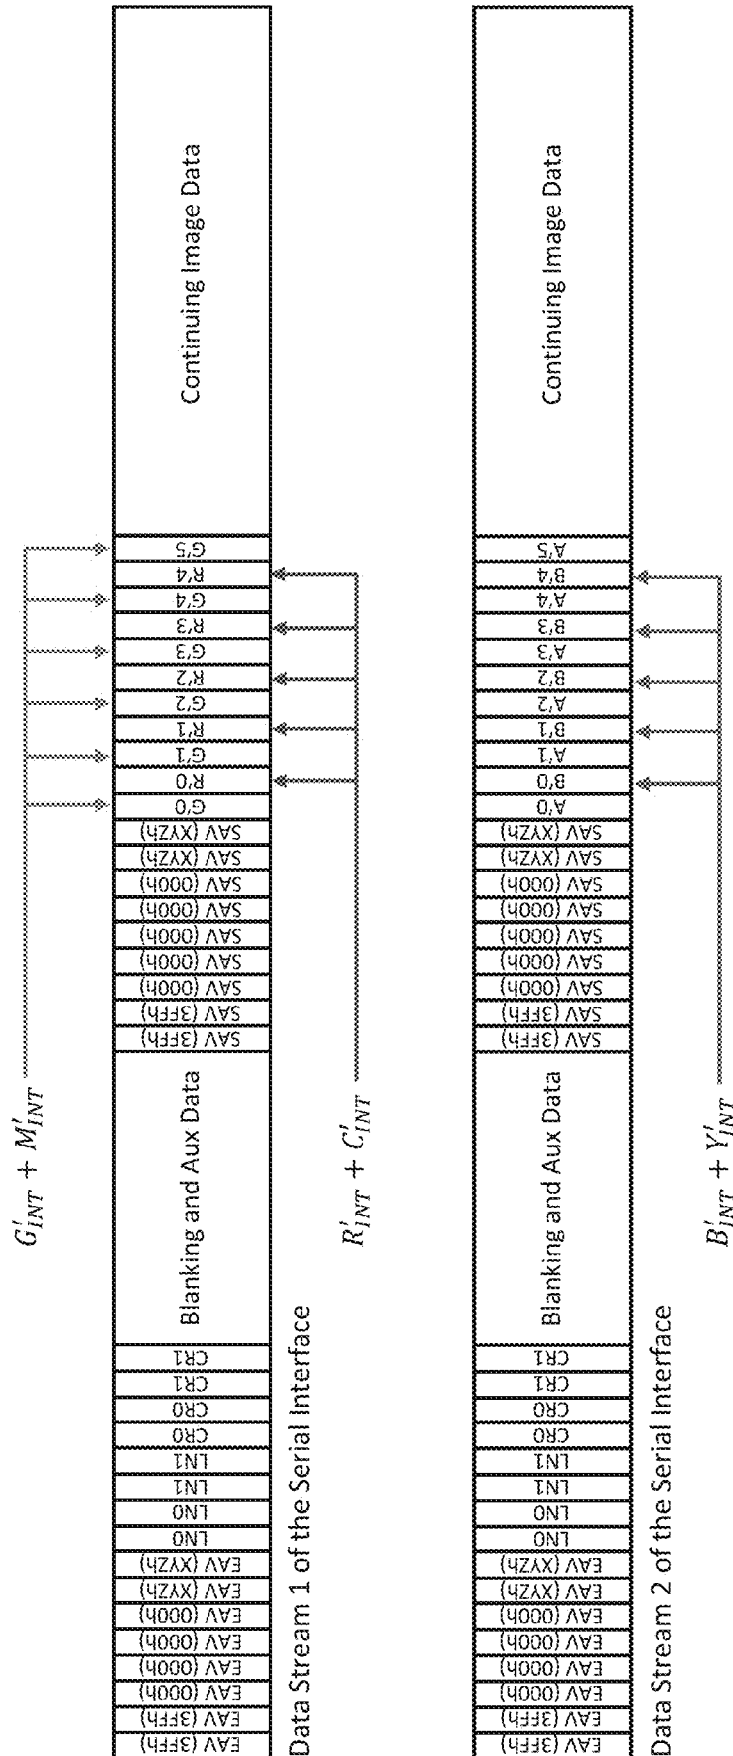 G'INT + M'INT
EAV (3FFh)
EAV (3FFh)
EAV (000h)
EAV (000h)
EAV (000h)
EAV (000h)
EAV (XYZh)
EAV (XYZh)
LN0
LN0
LN1
LN1
CR0
CR0
CR1
CR1
Blanking and Aux Data
SAV (3FFh)
SAV (3FFh)
SAV (000h)
SAV (000h)
SAV (000h)
SAV (000h)
SAV (000h)
SAV (XYZh)
SAV (XYZh)
G'0
R'0
G'1
R'1
G'2
R'2
G'3
R'3
G'4
R'4
G'5
Continuing Image Data
Data Stream 1 of the Serial Interface
R'INT + C'INT
EAV (3FFh)
EAV (3FFh)
EAV (000h)
EAV (000h)
EAV (000h)
EAV (000h)
EAV (XYZh)
EAV (XYZh)
LN0
LN0
LN1
LN1
CR0
CR0
CR1
CR1
Blanking and Aux Data
SAV (3FFh)
SAV (3FFh)
SAV (000h)
SAV (000h)
SAV (000h)
SAV (000h)
SAV (000h)
SAV (XYZh)
SAV (XYZh)
A'0
B'0
A'1
B'1
A'2
B'2
A'3
B'3
A'4
B'4
A'5
Continuing Image Data
Data Stream 2 of the Serial Interface
B'INT + Y'INT